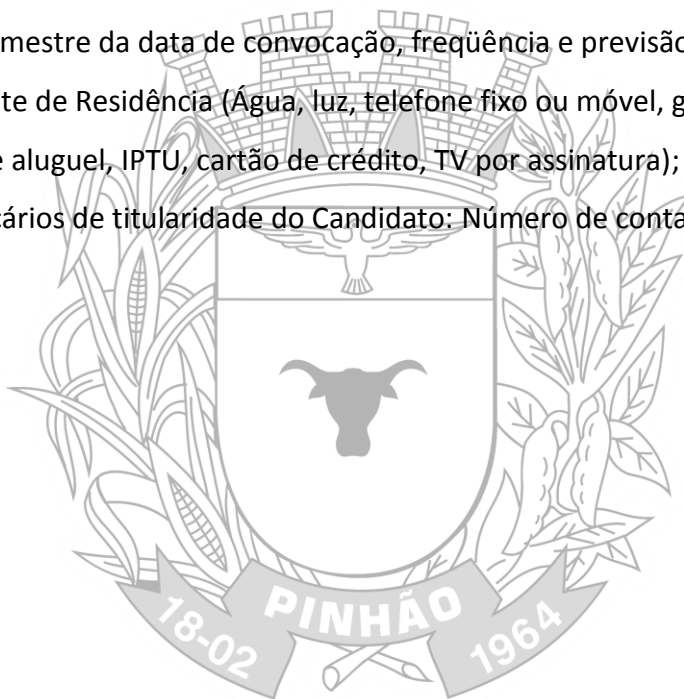 mestre da data de convocação, freqüência e previsão
te de Residência (Água, luz, telefone fixo ou móvel, g
aluguel, IPTU, cartão de crédito, TV por assinatura);
cários de titularidade do Candidato: Número de conta
18-02 PINHÃO 1964